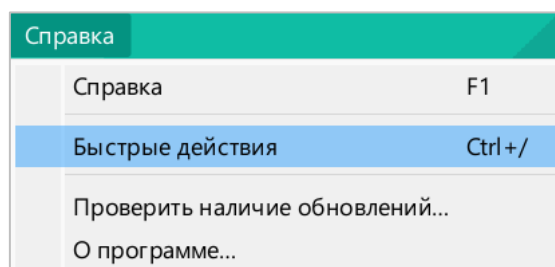 Справка
Справка F1
Быстрые действия Ctrl+/
Проверить наличие обновлений...
О программе...